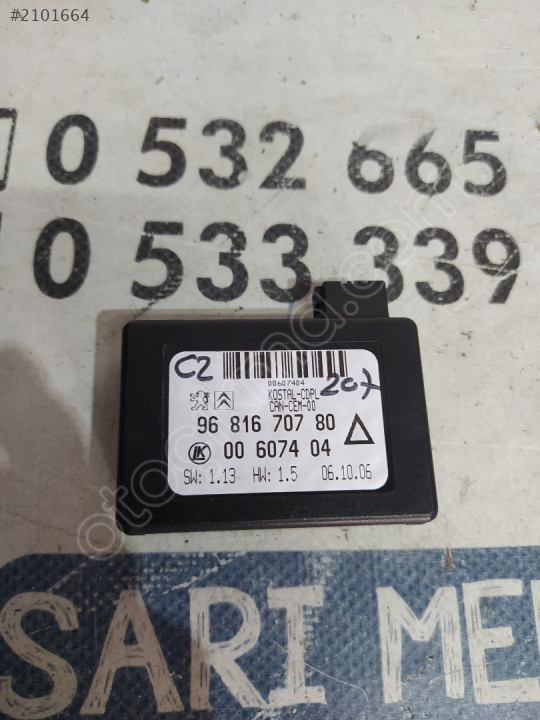 #2101664
0 532 665
0 533 339
C2
207
00607404
KOSTAL-CDPL
CAN-CEM-00
96 816 707 80
LK 00 6074 04
SW: 1.13 HW: 1.5 06.10.06
SARI ME